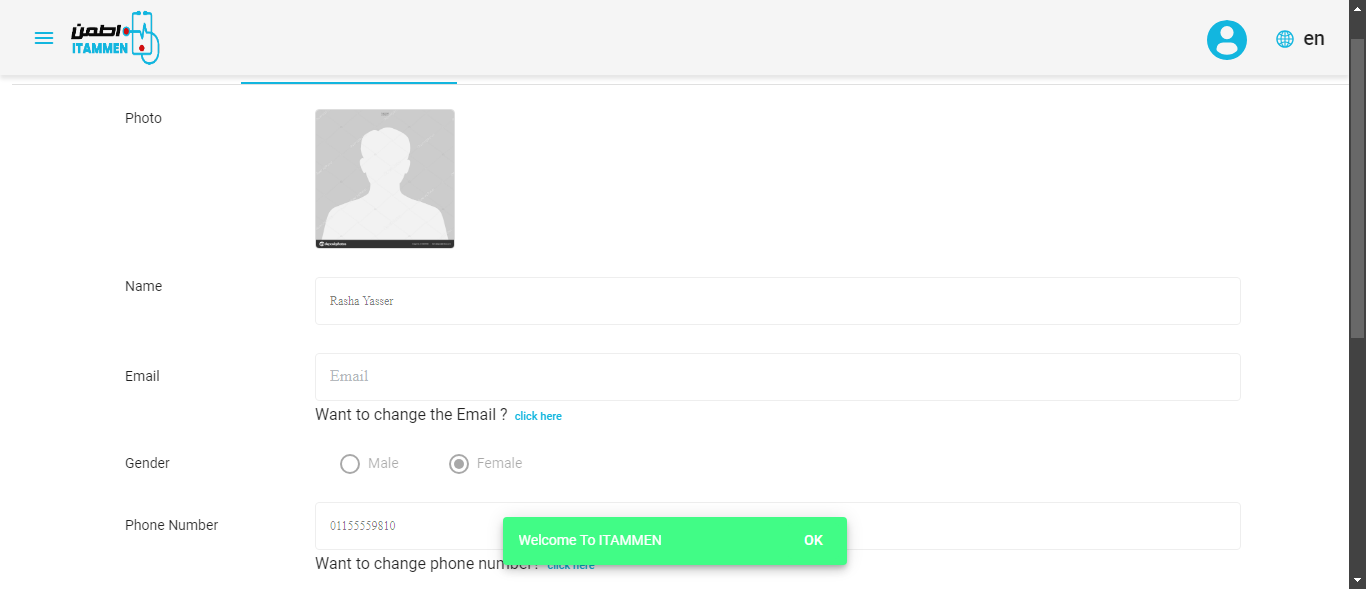 اطمن
ITAMMEN
en
Photo
depositphotos
Name
Rasha Yasser
Email
Email
Want to change the Email ? click here
Gender
Male
Female
Phone Number
01155559810
Welcome To ITAMMEN
OK
Want to change phone number? click here